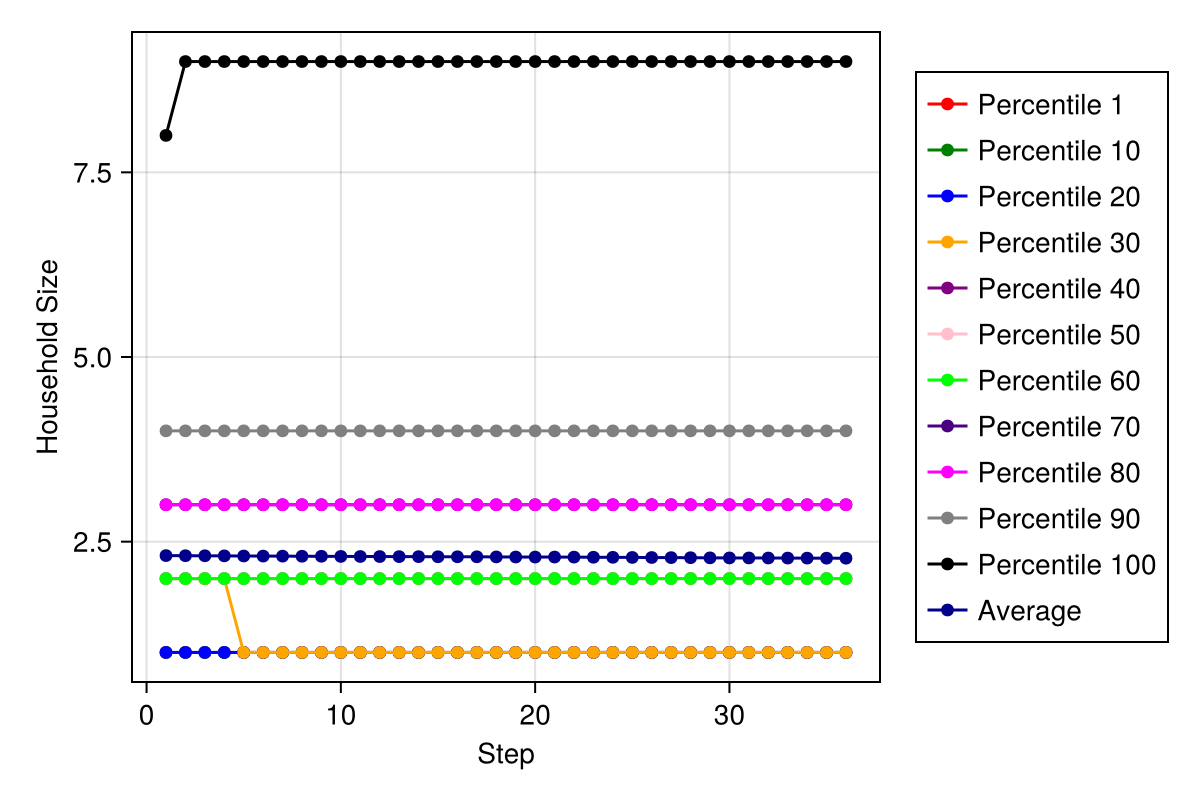 Household Size
7.5
5.0
2.5
0
10
20
30
Step
Percentile 1
Percentile 10
Percentile 20
Percentile 30
Percentile 40
Percentile 50
Percentile 60
Percentile 70
Percentile 80
Percentile 90
Percentile 100
Average